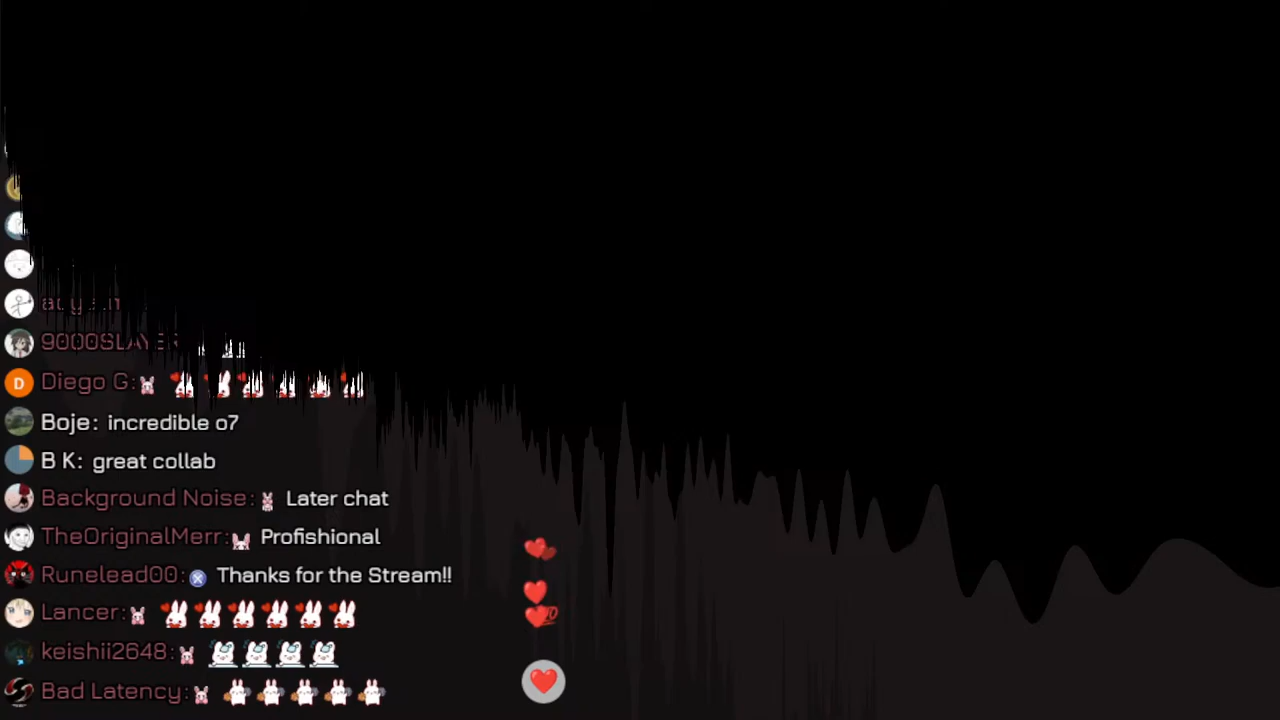 9000SLAYER
Diego G:
D
Boje: incredible o7
B K: great collab
Background Noise: Later chat
TheOriginalMerr: Profishional
Runelead00: Thanks for the Stream!!
Lancer:
keishii2648:
Bad Latency: